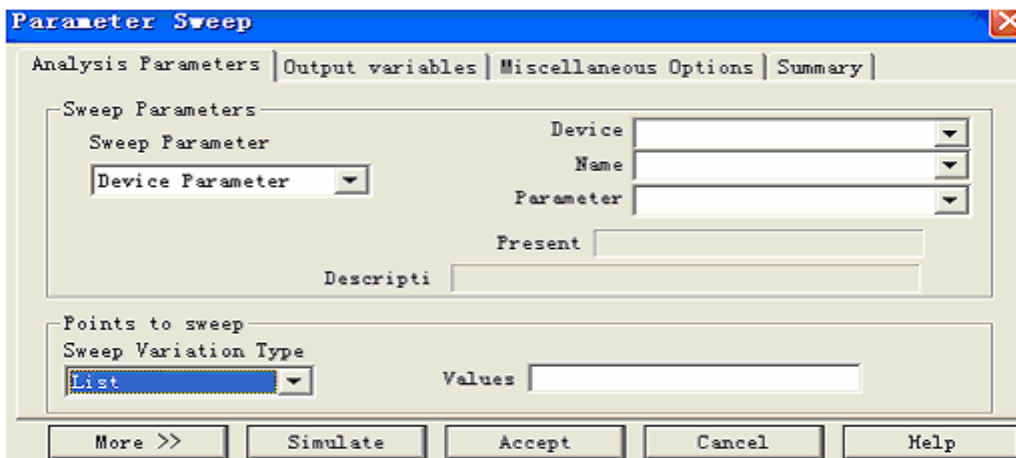 Parameter Sweep
Analysis Parameters Output variables Miscellaneous Options Summary
Sweep Parameters
Sweep Parameter
Device Parameter
Device
Name
Parameter
Present
Descripti
Points to sweep
Sweep Variation Type
List
Values
More >> Simulate Accept Cancel Help